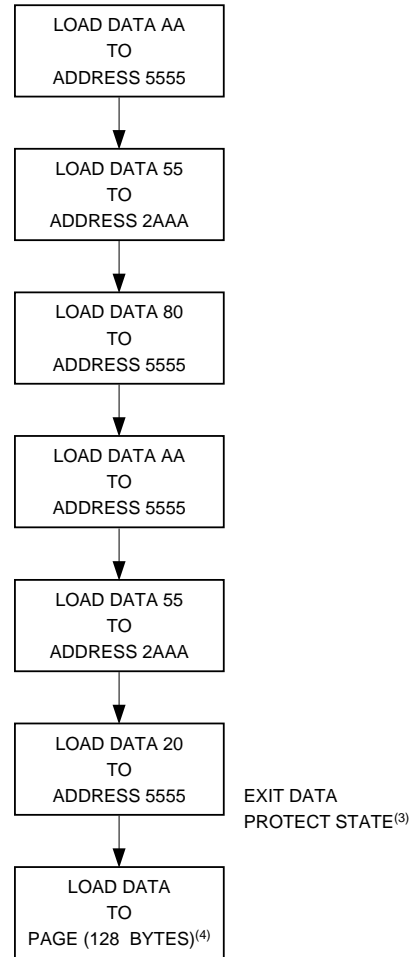 LOAD DATA AA
TO
ADDRESS 5555
LOAD DATA 55
TO
ADDRESS 2AAA
LOAD DATA 80
TO
ADDRESS 5555
LOAD DATA AA
TO
ADDRESS 5555
LOAD DATA 55
TO
ADDRESS 2AAA
LOAD DATA 20
TO
ADDRESS 5555
EXIT DATA
PROTECT STATE(3)
LOAD DATA
TO
PAGE (128 BYTES)(4)